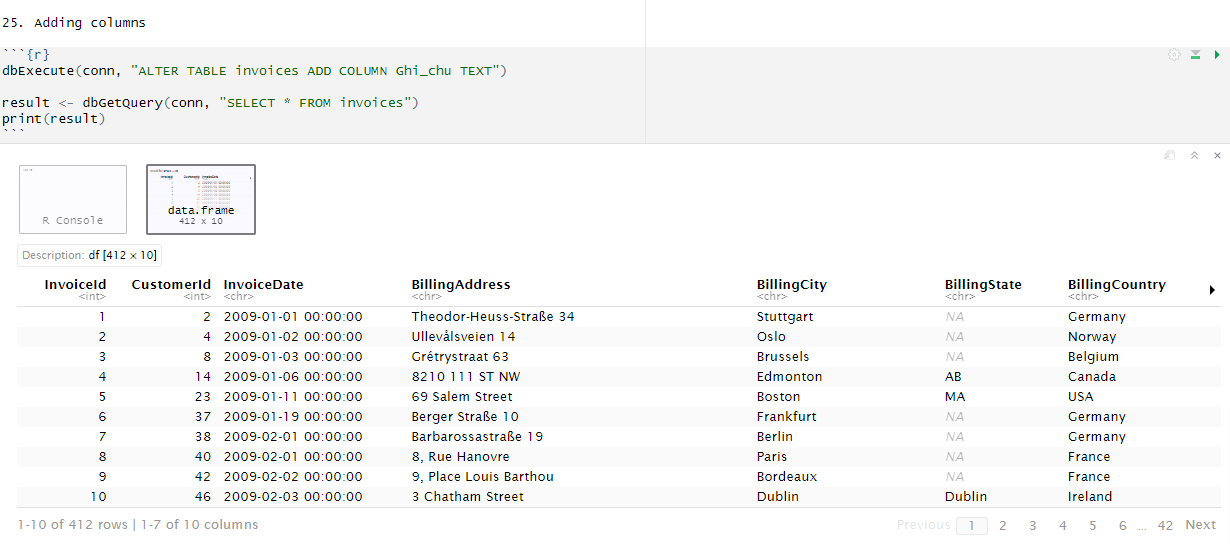 25. Adding columns
```{r}
dbExecute(conn, "ALTER TABLE invoices ADD COLUMN Ghi_chu TEXT")
result <- dbGetQuery(conn, "SELECT * FROM invoices")
print(result)
```
R Console
data.frame
412 x 10
Description: df [412 × 10]
InvoiceId CustomerId InvoiceDate BillingAddress BillingCity BillingState BillingCountry
<int> <int> <chr> <chr> <chr> <chr> <chr>
1 2 2009-01-01 00:00:00 Theodor-Heuss-Straße 34 Stuttgart NA Germany
2 4 2009-01-02 00:00:00 Ullevålsveien 14 Oslo NA Norway
3 8 2009-01-03 00:00:00 Grétrystraat 63 Brussels NA Belgium
4 14 2009-01-06 00:00:00 8210 111 ST NW Edmonton AB Canada
5 23 2009-01-11 00:00:00 69 Salem Street Boston MA USA
6 37 2009-01-19 00:00:00 Berger Straße 10 Frankfurt NA Germany
7 38 2009-02-01 00:00:00 Barbarossastraße 19 Berlin NA Germany
8 40 2009-02-01 00:00:00 8, Rue Hanovre Paris NA France
9 42 2009-02-02 00:00:00 9, Place Louis Barthou Bordeaux NA France
10 46 2009-02-03 00:00:00 3 Chatham Street Dublin Dublin Ireland
1-10 of 412 rows | 1-7 of 10 columns Previous 1 2 3 4 5 6 ... 42 Next